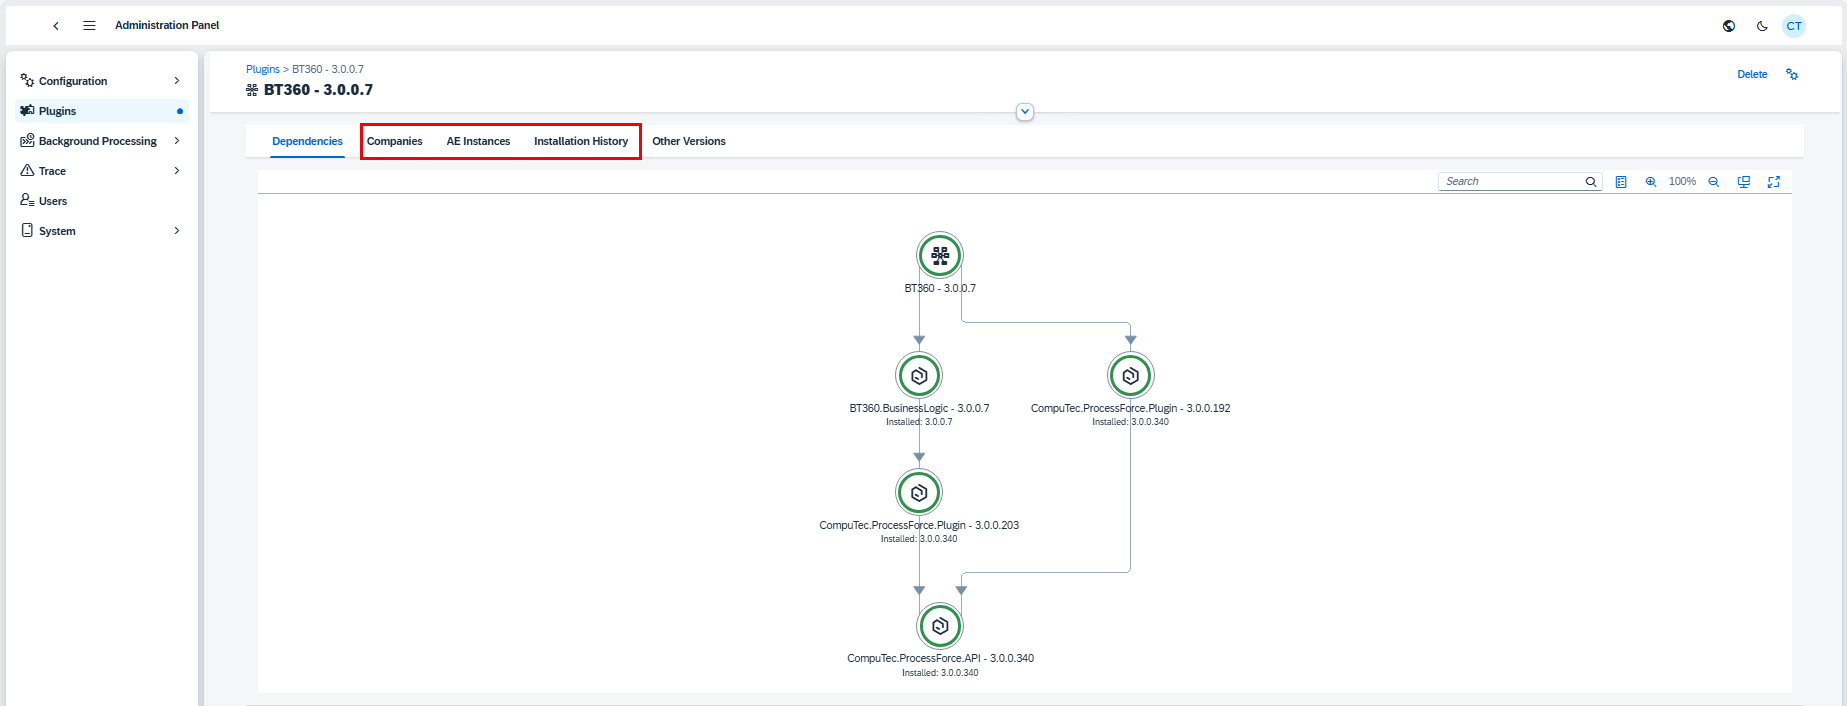 Administration Panel
CT
Configuration
Plugins
Background Processing
Trace
Users
System
Plugins > BT360 - 3.0.0.7
BT360 - 3.0.0.7
Delete
Dependencies Companies AE Instances Installation History Other Versions
Search 100%
BT360 - 3.0.0.7
BT360.BusinessLogic - 3.0.0.7
Installed: 3.0.0.7
CompuTec.ProcessForce.Plugin - 3.0.0.192
Installed: 3.0.0.340
CompuTec.ProcessForce.Plugin - 3.0.0.203
Installed: 3.0.0.340
CompuTec.ProcessForce.API - 3.0.0.340
Installed: 3.0.0.340